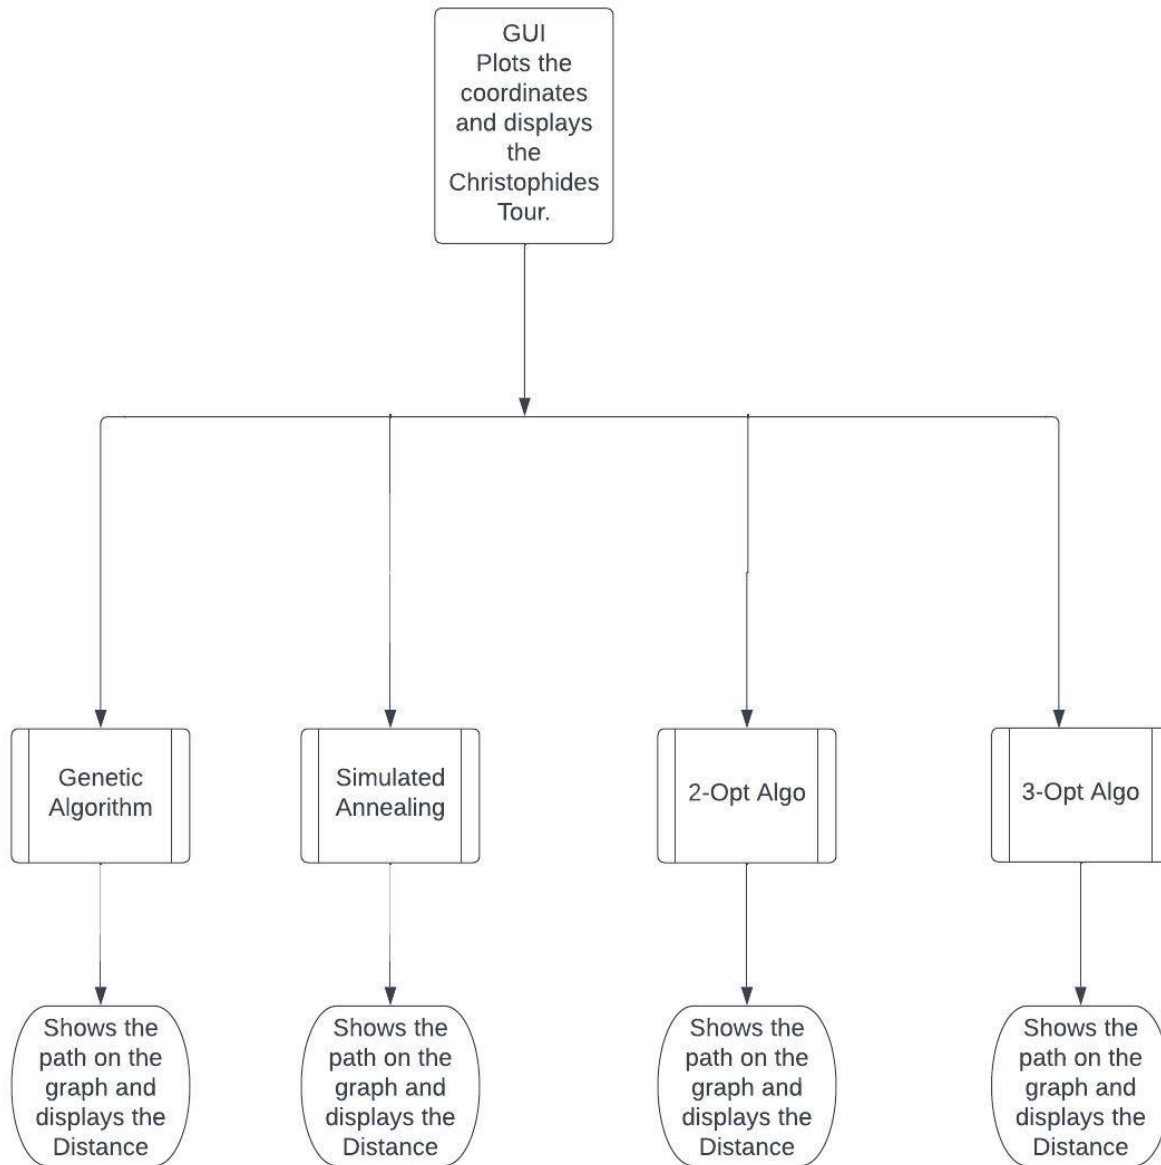 GUI
Plots the
coordinates
and displays
the
Christophides
Tour.
Genetic
Algorithm
Simulated
Annealing
2-Opt Algo
3-Opt Algo
Shows the
path on the
graph and
displays the
Distance
Shows the
path on the
graph and
displays the
Distance
Shows the
path on the
graph and
displays the
Distance
Shows the
path on the
graph and
displays the
Distance